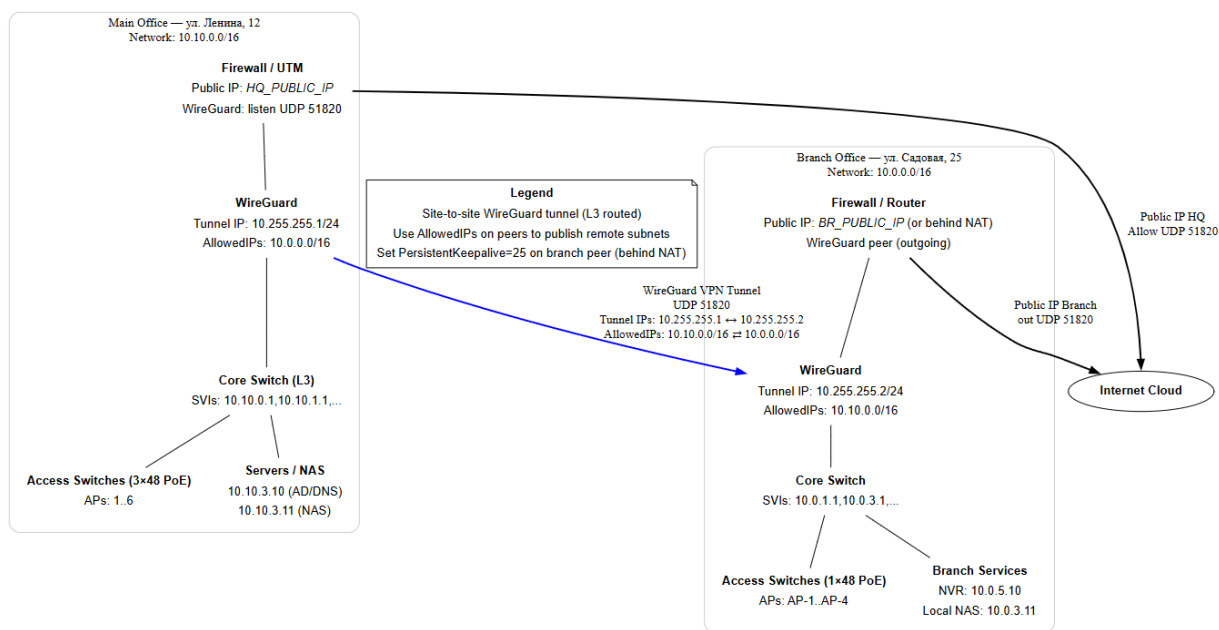 Main Office — ул. Ленина, 12
Network: 10.10.0.0/16
Firewall / UTM
Public IP: HQ_PUBLIC_IP
WireGuard: listen UDP 51820
WireGuard
Tunnel IP: 10.255.255.1/24
AllowedIPs: 10.0.0.0/16
Core Switch (L3)
SVIs: 10.10.0.1,10.10.1.1,...
Access Switches (3×48 PoE)
APs: 1..6
Servers / NAS
10.10.3.10 (AD/DNS)
10.10.3.11 (NAS)
Legend
Site-to-site WireGuard tunnel (L3 routed)
Use AllowedIPs on peers to publish remote subnets
Set PersistentKeepalive=25 on branch peer (behind NAT)
WireGuard VPN Tunnel
UDP 51820
Tunnel IPs: 10.255.255.1 ↔ 10.255.255.2
AllowedIPs: 10.10.0.0/16 ⇄ 10.0.0.0/16
Branch Office — ул. Садовая, 25
Network: 10.0.0.0/16
Firewall / Router
Public IP: BR_PUBLIC_IP (or behind NAT)
WireGuard peer (outgoing)
WireGuard
Tunnel IP: 10.255.255.2/24
AllowedIPs: 10.10.0.0/16
Core Switch
SVIs: 10.0.1.1,10.0.3.1,...
Access Switches (1×48 PoE)
APs: AP-1..AP-4
Branch Services
NVR: 10.0.5.10
Local NAS: 10.0.3.11
Public IP HQ
Allow UDP 51820
Public IP Branch
out UDP 51820
Internet Cloud